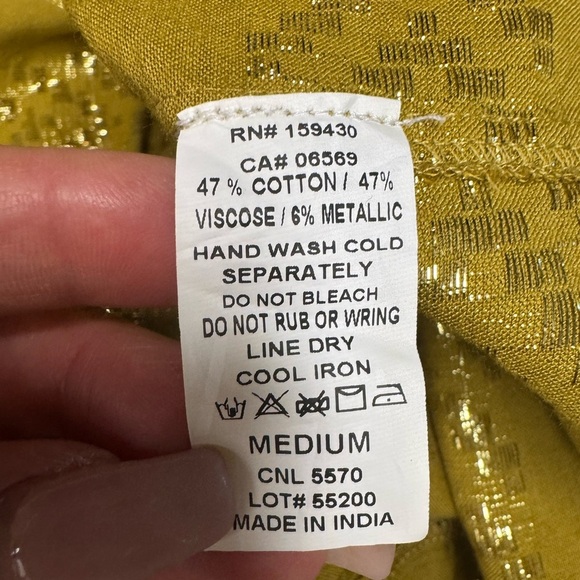 RN# 159430
CA# 06569
47 % COTTON / 47%
VISCOSE / 6% METALLIC
HAND WASH COLD
SEPARATELY
DO NOT BLEACH
DO NOT RUB OR WRING
LINE DRY
COOL IRON
MEDIUM
CNL 5570
LOT# 55200
MADE IN INDIA